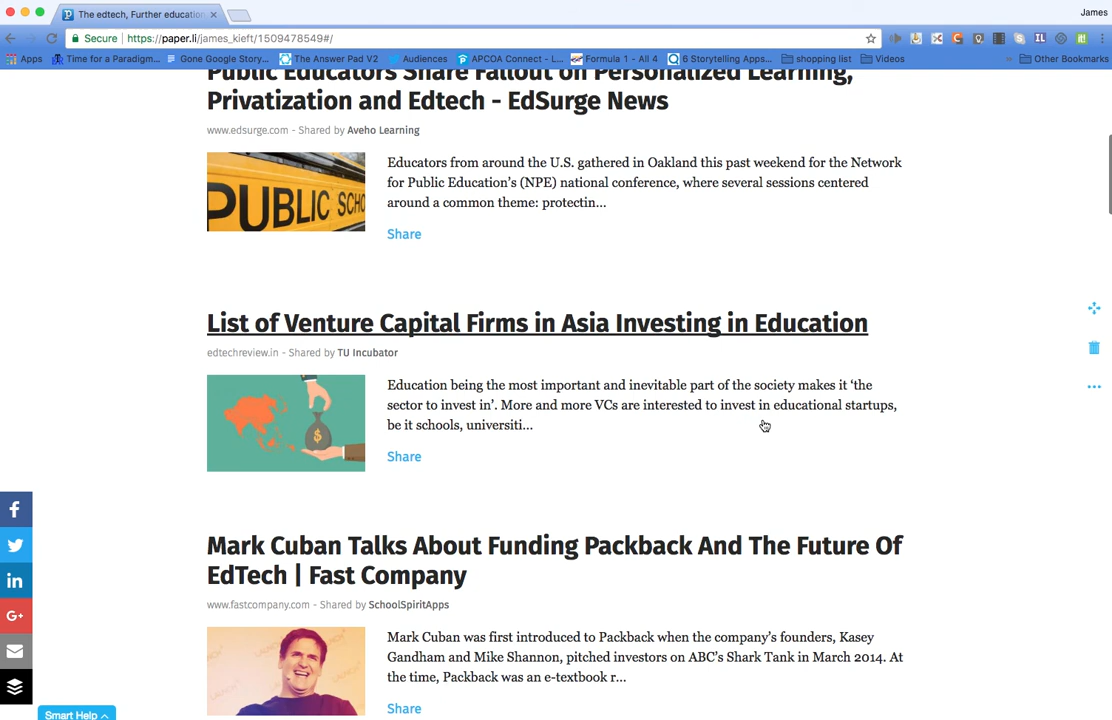 The edtech, Further education
James
Secure https://paper.li/james_kieft/1509478549#/
Apps Time for a Paradigm... Gone Google Story... The Answer Pad V2 Audiences APCOA Connect - L... Formula 1 - All 4 6 Storytelling Apps... shopping list Videos » Other Bookmarks
Public Educators Share Fallout on Personalized Learning,
Privatization and Edtech - EdSurge News
www.edsurge.com - Shared by Aveho Learning
PUBLIC SCHO
Educators from around the U.S. gathered in Oakland this past weekend for the Network
for Public Education’s (NPE) national conference, where several sessions centered
around a common theme: protectin...
Share
List of Venture Capital Firms in Asia Investing in Education
edtechreview.in - Shared by TU Incubator
$
Education being the most important and inevitable part of the society makes it ‘the
sector to invest in’. More and more VCs are interested to invest in educational startups,
be it schools, universiti...
Share
Mark Cuban Talks About Funding Packback And The Future Of
EdTech | Fast Company
www.fastcompany.com - Shared by SchoolSpiritApps
Mark Cuban was first introduced to Packback when the company’s founders, Kasey
Gandham and Mike Shannon, pitched investors on ABC’s Shark Tank in March 2014. At
the time, Packback was an e-textbook r...
Share
Smart Help